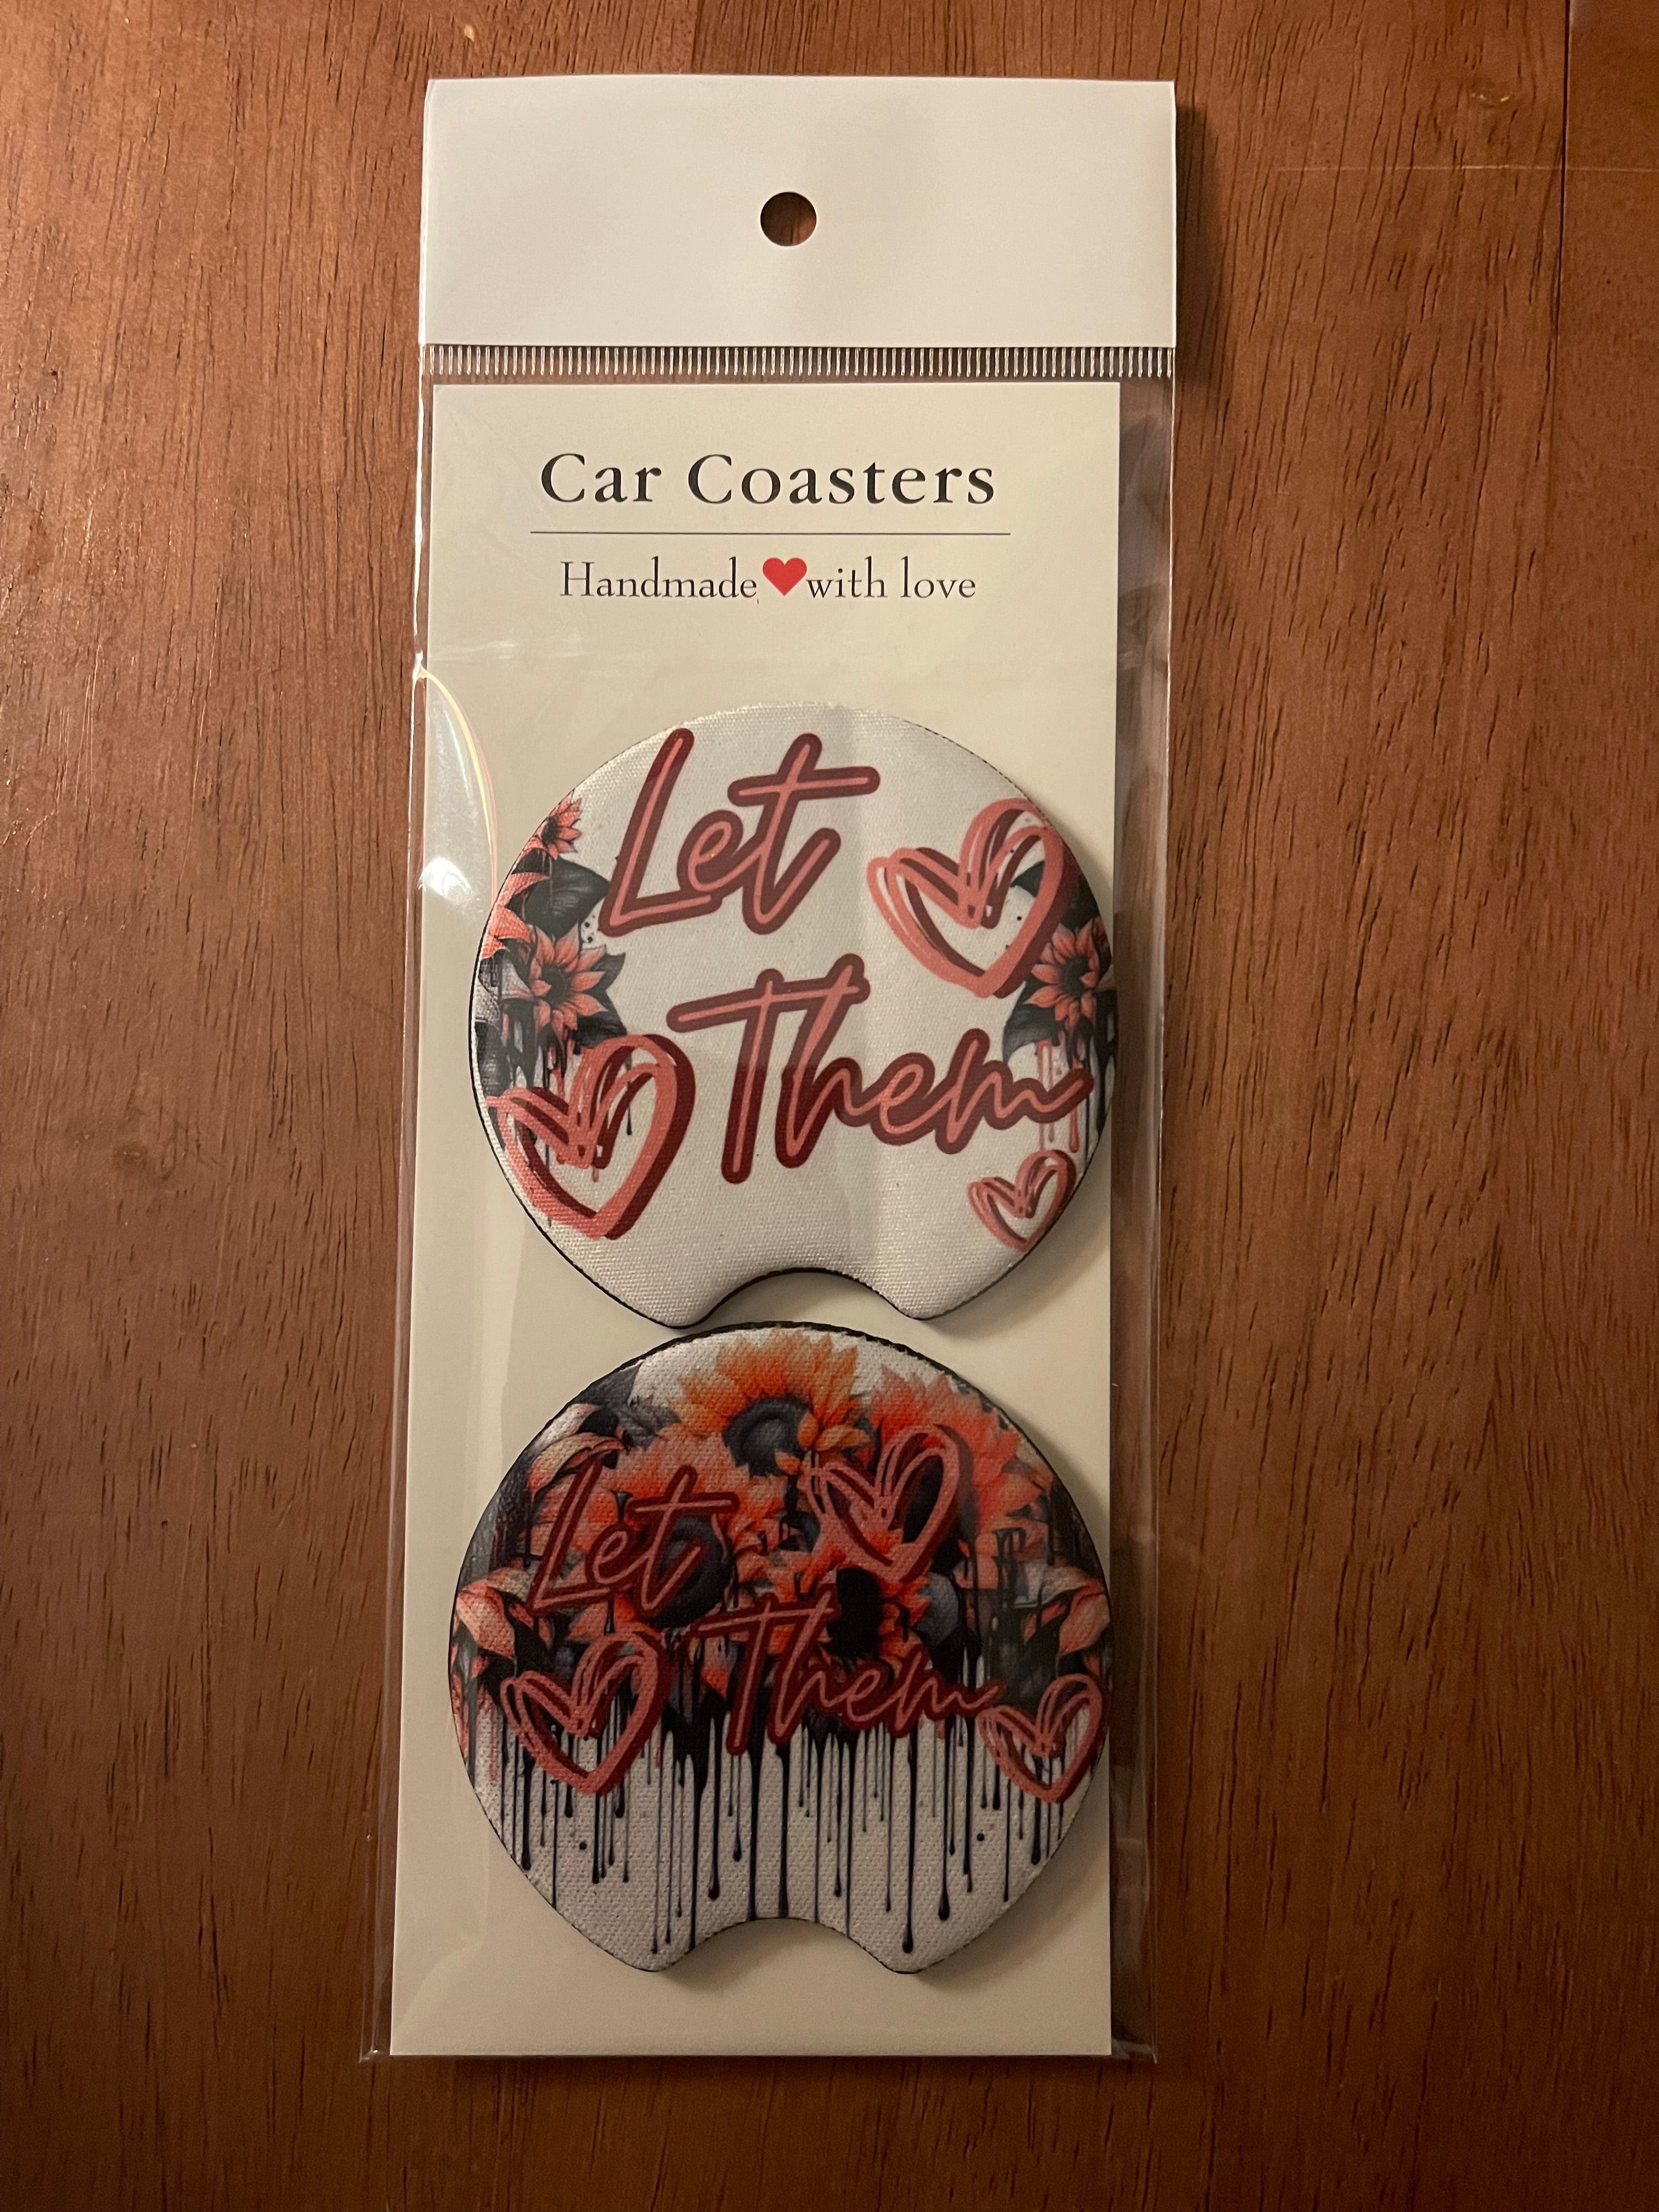 Car Coasters
Handmade❤with love
Let
Them
Let
Them